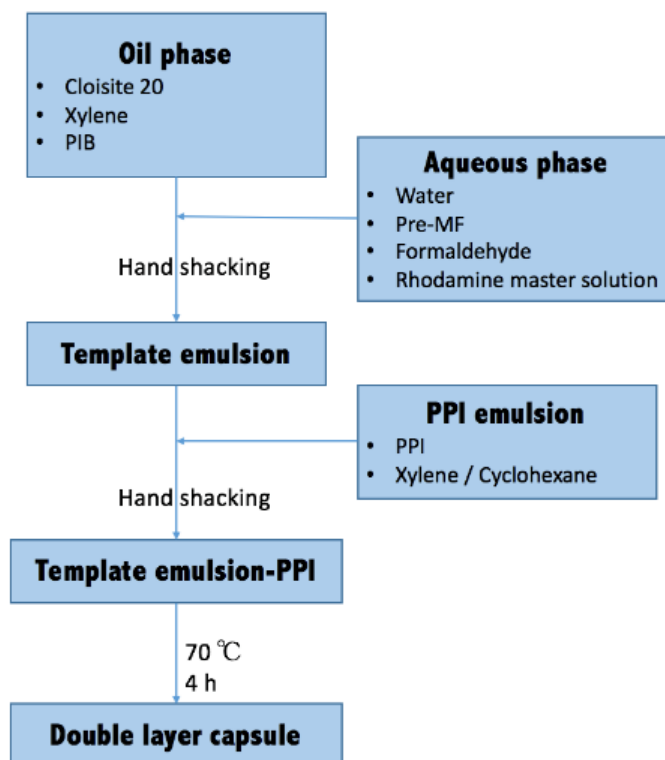 Oil phase
• Cloisite 20
• Xylene
• PIB
Aqueous phase
• Water
• Pre-MF
• Formaldehyde
• Rhodamine master solution
Hand shacking
Template emulsion
PPI emulsion
• PPI
• Xylene / Cyclohexane
Hand shacking
Template emulsion-PPI
70 ℃
4 h
Double layer capsule